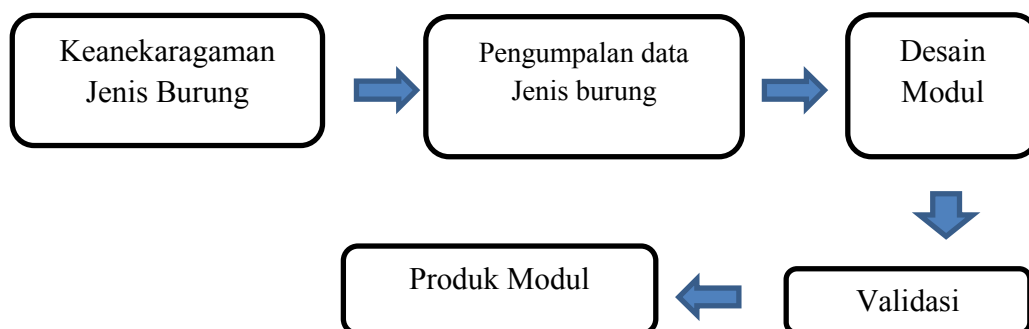 Keanekaragaman
Jenis Burung
Pengumpalan data
Jenis burung
Desain
Modul
Validasi
Produk Modul